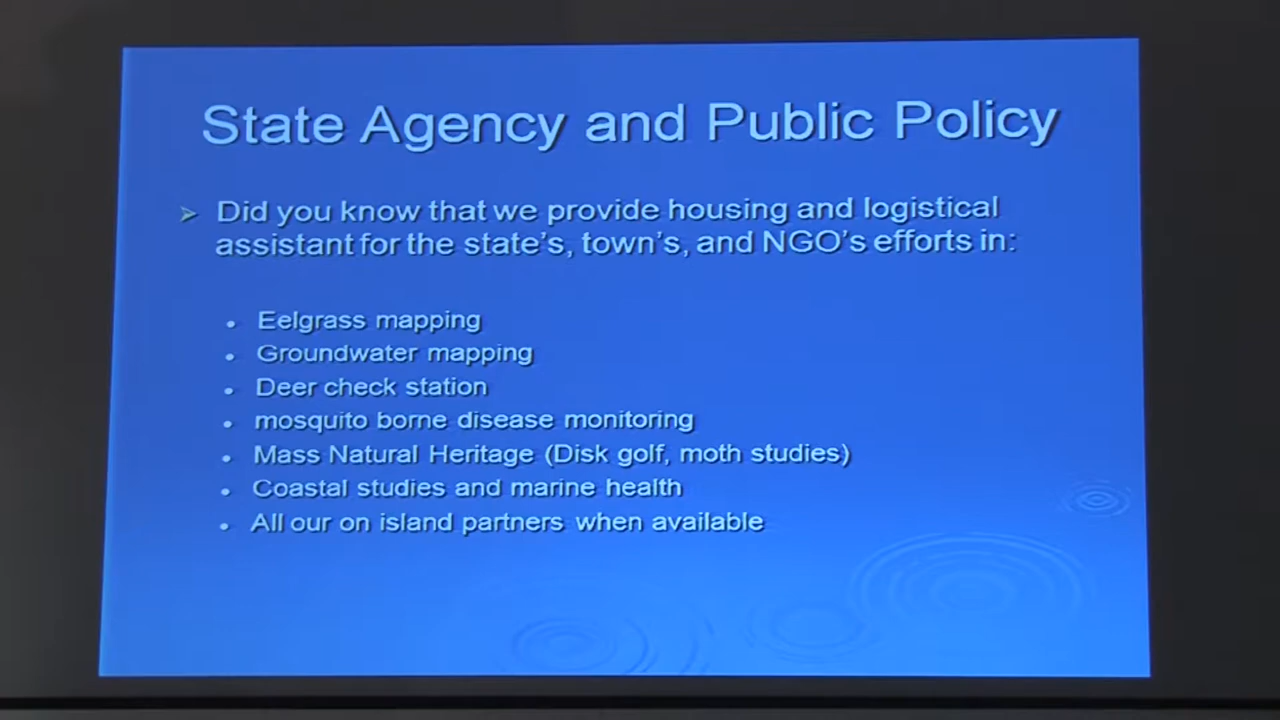 State Agency and Public Policy
Did you know that we provide housing and logistical
assistant for the state's, town's, and NGO's efforts in:
Eelgrass mapping
Groundwater mapping
Deer check station
mosquito borne disease monitoring
Mass Natural Heritage (Disk golf, moth studies)
Coastal studies and marine health
All our on island partners when available